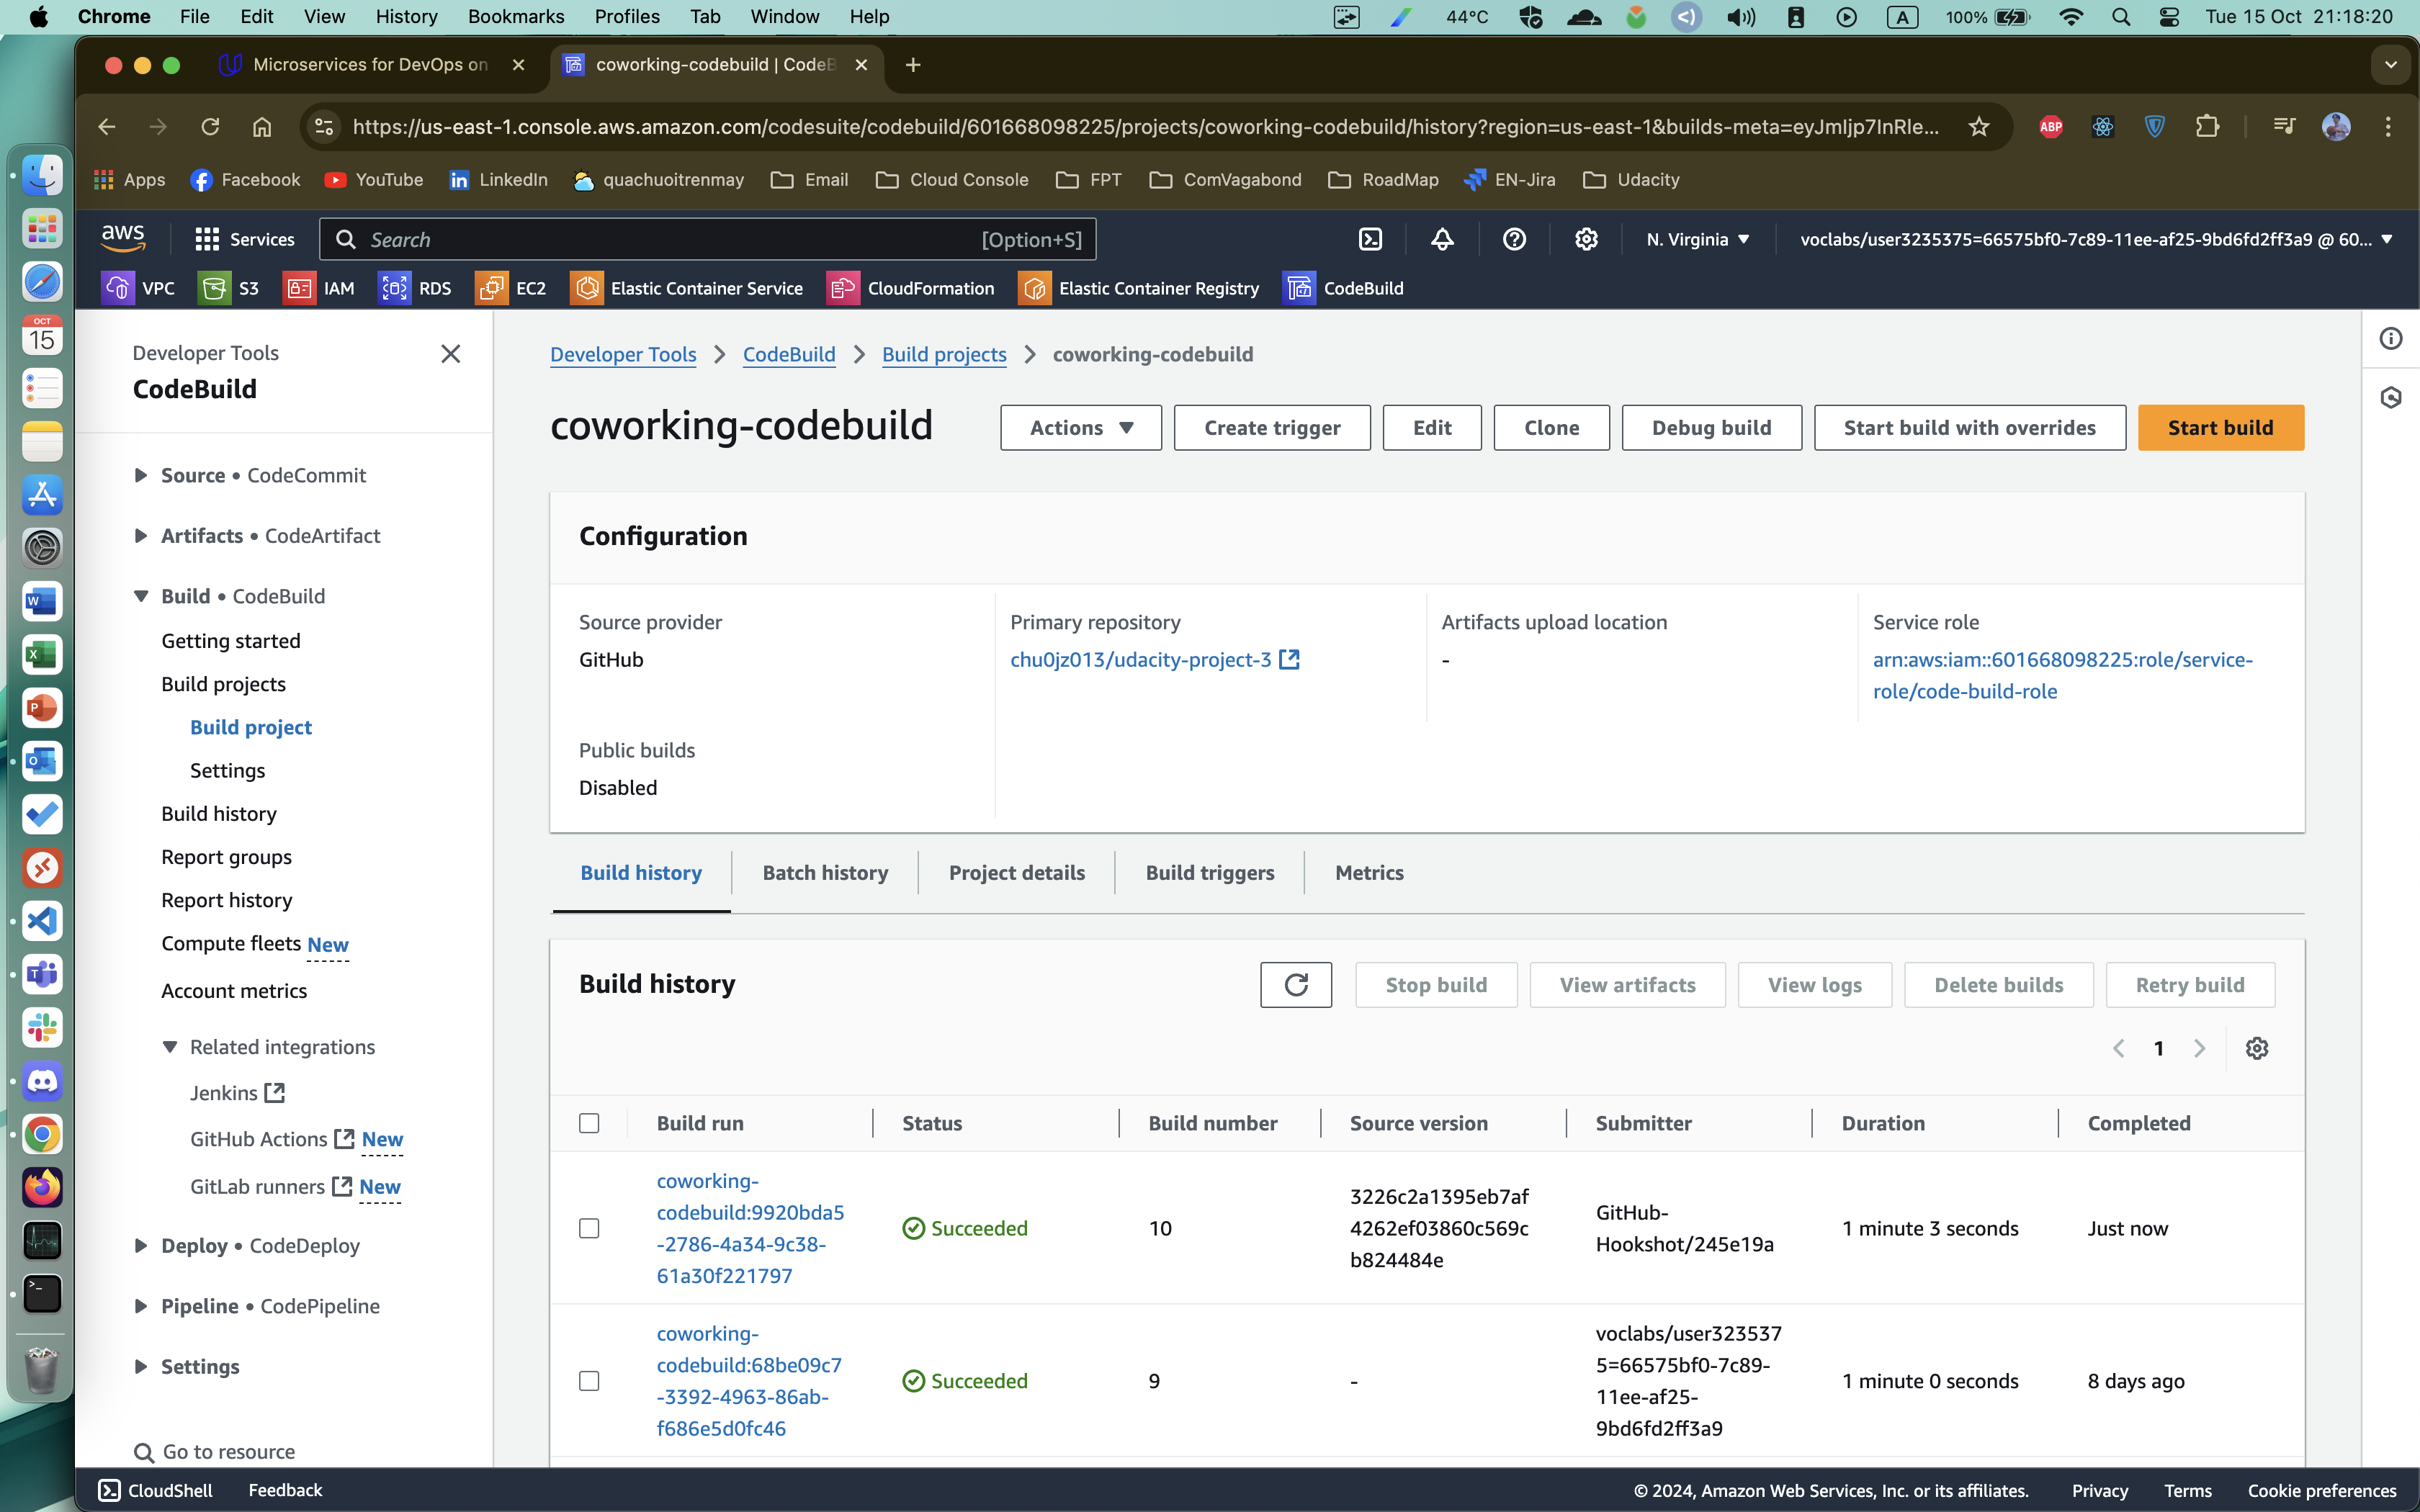 Chrome File Edit View History Bookmarks Profiles Tab Window Help
44°C A 100% Tue 15 Oct 21:18:20
Microservices for DevOps on
coworking-codebuild | CodeB
https://us-east-1.console.aws.amazon.com/codesuite/codebuild/601668098225/projects/coworking-codebuild/history?region=us-east-1&builds-meta=eyJmIjp7InRle...
ABP
Apps Facebook YouTube LinkedIn quachuoitrenmay Email Cloud Console FPT ComVagabond RoadMap EN-Jira Udacity
aws Services Search [Option+S] N. Virginia voclabs/user3235375=66575bf0-7c89-11ee-af25-9bd6fd2ff3a9 @ 60...
VPC S3 IAM RDS EC2 Elastic Container Service CloudFormation Elastic Container Registry CodeBuild
OCT
15
Developer Tools
CodeBuild
Source • CodeCommit
Artifacts • CodeArtifact
Build • CodeBuild
Getting started
Build projects
Build project
Settings
Build history
Report groups
Report history
Compute fleets New
Account metrics
Related integrations
Jenkins
GitHub Actions New
GitLab runners New
Deploy • CodeDeploy
Pipeline • CodePipeline
Settings
Go to resource
Developer Tools > CodeBuild > Build projects > coworking-codebuild
coworking-codebuild
Actions Create trigger Edit Clone Debug build Start build with overrides Start build
Configuration
Source provider
GitHub
Primary repository
chu0jz013/udacity-project-3
Artifacts upload location
-
Service role
arn:aws:iam::601668098225:role/service-
role/code-build-role
Public builds
Disabled
Build history Batch history Project details Build triggers Metrics
Build history
Stop build View artifacts View logs Delete builds Retry build
1
Build run Status Build number Source version Submitter Duration Completed
coworking-
codebuild:9920bda5
-2786-4a34-9c38-
61a30f221797
Succeeded
10
3226c2a1395eb7af
4262ef03860c569c
b824484e
GitHub-
Hookshot/245e19a
1 minute 3 seconds
Just now
coworking-
codebuild:68be09c7
-3392-4963-86ab-
f686e5d0fc46
Succeeded
9
-
voclabs/user323537
5=66575bf0-7c89-
11ee-af25-
9bd6fd2ff3a9
1 minute 0 seconds
8 days ago
CloudShell Feedback © 2024, Amazon Web Services, Inc. or its affiliates. Privacy Terms Cookie preferences